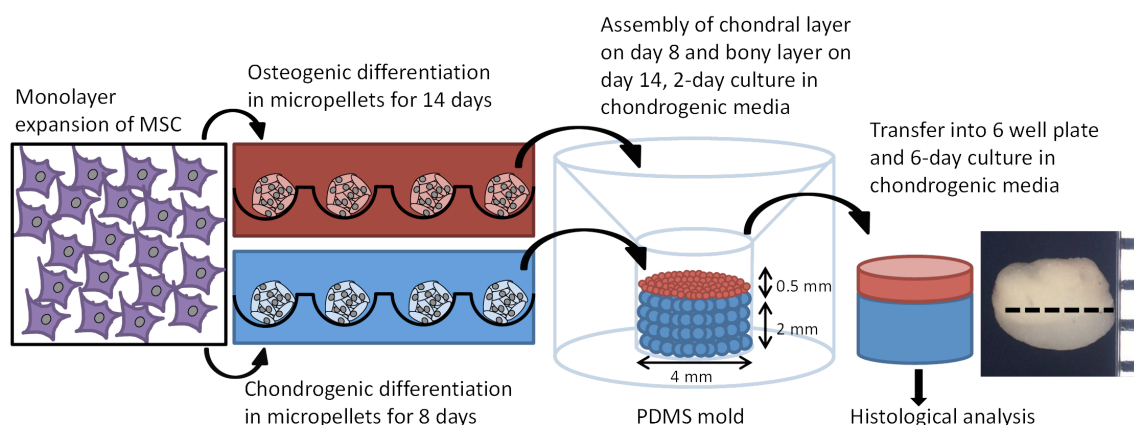 Monolayer
expansion of MSC
Osteogenic differentiation
in micropellets for 14 days
Chondrogenic differentiation
in micropellets for 8 days
Assembly of chondral layer
on day 8 and bony layer on
day 14, 2-day culture in
chondrogenic media
0.5 mm
2 mm
4 mm
PDMS mold
Transfer into 6 well plate
and 6-day culture in
chondrogenic media
Histological analysis